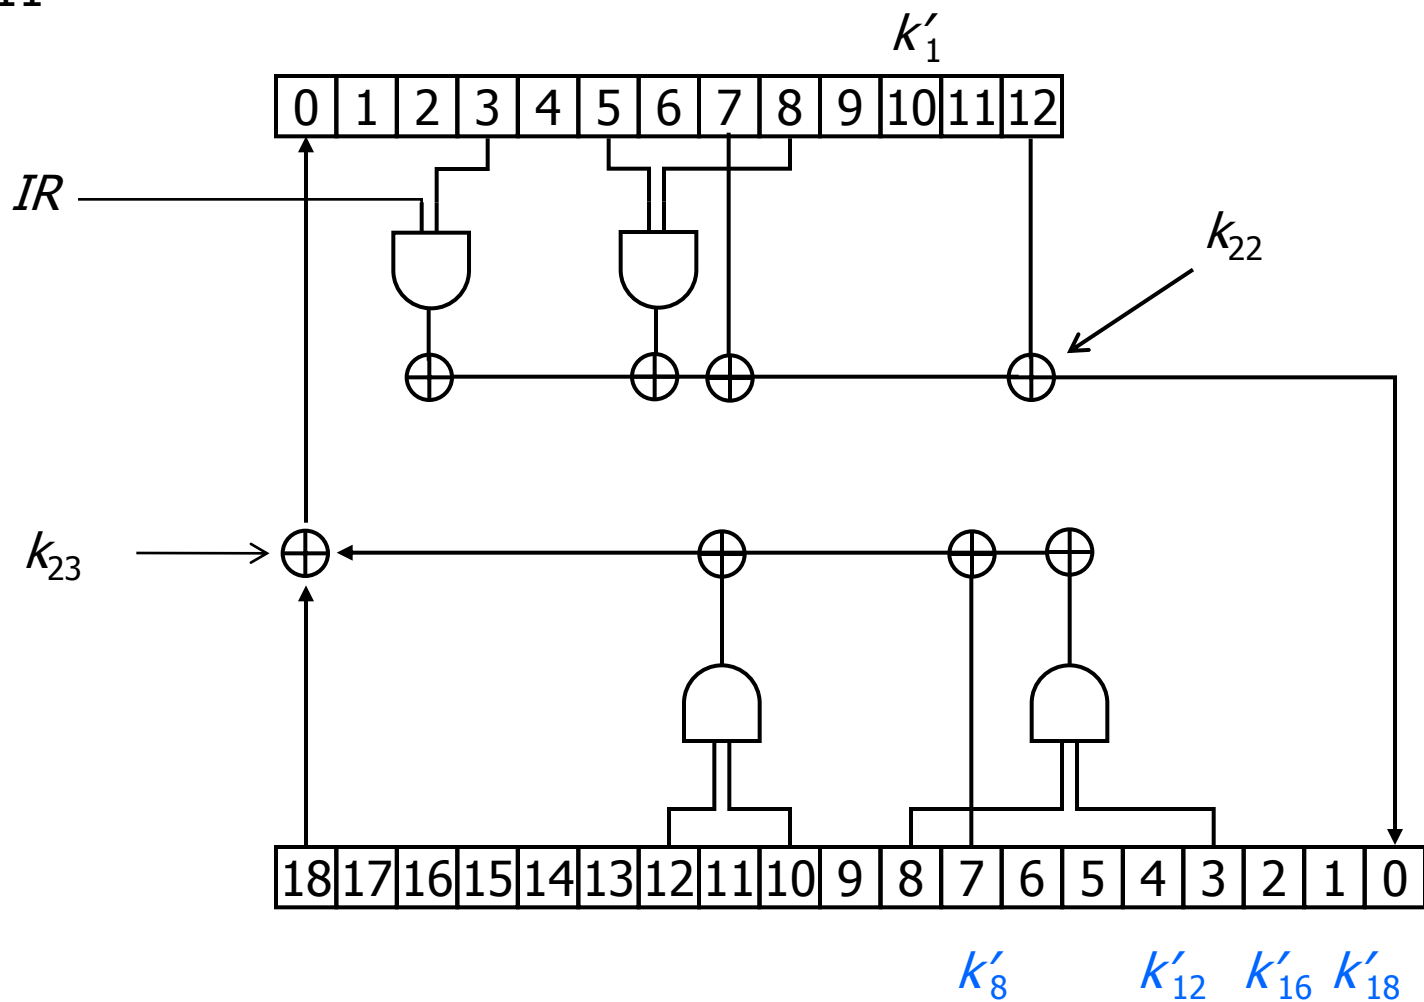 k′₁
0 1 2 3 4 5 6 7 8 9 10 11 12
IR
k₂₂
k₂₃
18 17 16 15 14 13 12 11 10 9 8 7 6 5 4 3 2 1 0
k′₈ k′₁₂ k′₁₆ k′₁₈